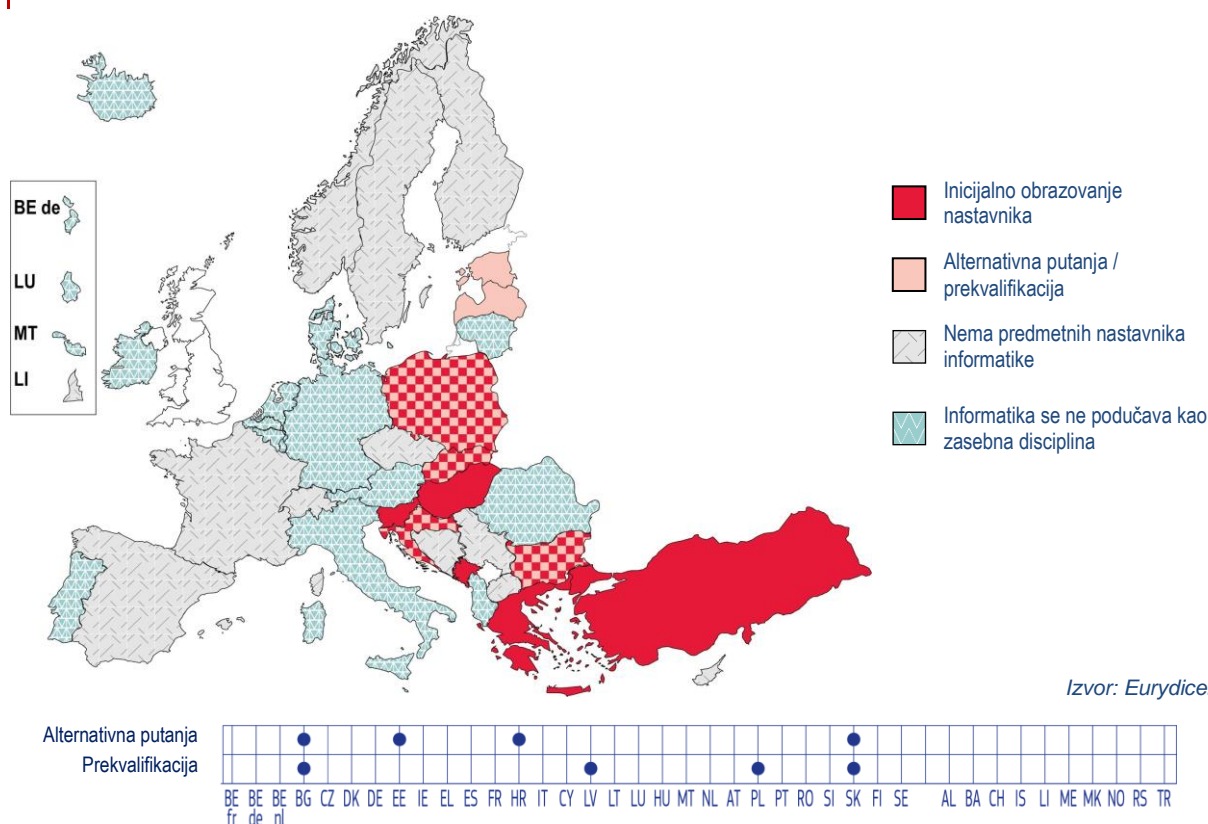 BE de
LU
MT
LI
Inicijalno obrazovanje
nastavnika
Alternativna putanja /
prekvalifikacija
Nema predmetnih nastavnika
informatike
Informatika se ne podučava kao
zasebna disciplina
Izvor: Eurydice
Alternativna putanja
Prekvalifikacija
BE fr BE de BE nl BG CZ DK DE EE IE EL ES FR HR IT CY LV LT LU HU MT NL AT PL PT RO SI SK FI SE AL BA CH IS LI ME MK NO RS TR